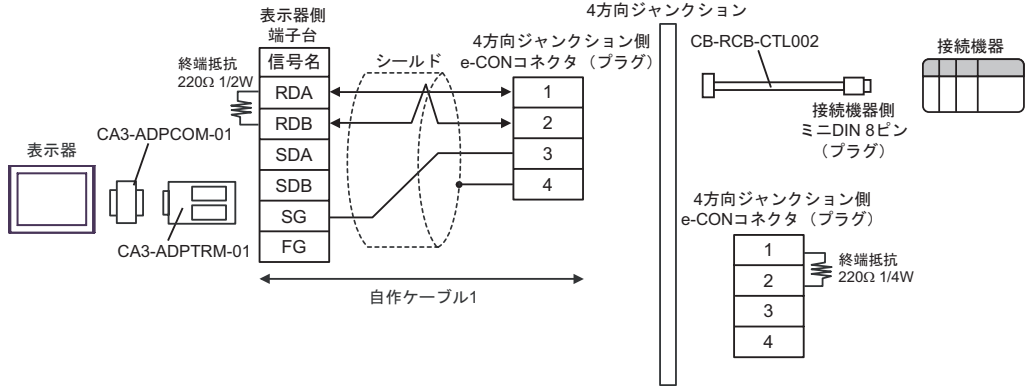 4方向ジャンクション
表示器側
端子台
信号名
RDA
RDB
SDA
SDB
SG
FG
終端抵抗
220Ω 1/2W
シールド
4方向ジャンクション側
e-CONコネクタ（プラグ）
1
2
3
4
CB-RCB-CTL002
接続機器
接続機器側
ミニDIN 8ピン
（プラグ）
表示器
CA3-ADPCOM-01
CA3-ADPTRM-01
自作ケーブル1
4方向ジャンクション側
e-CONコネクタ（プラグ）
1
2
3
4
終端抵抗
220Ω 1/4W